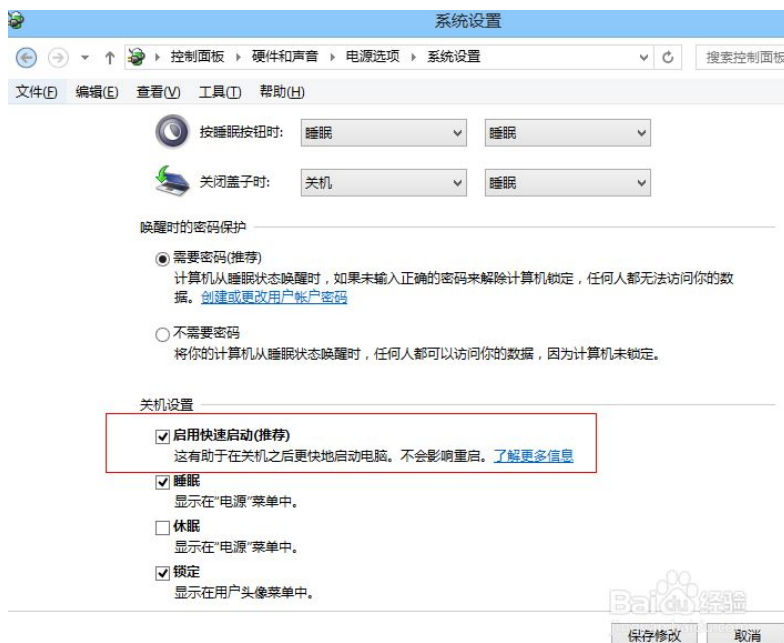 系统设置
控制面板 硬件和声音 电源选项 系统设置 搜索控制面板
文件(F) 编辑(E) 查看(V) 工具(T) 帮助(H)
按睡眠按钮时: 睡眠 睡眠
关闭盖子时: 关机 睡眠
唤醒时的密码保护
需要密码(推荐)
计算机从睡眠状态唤醒时，如果未输入正确的密码来解除计算机锁定，任何人都无法访问你的数
据。创建或更改用户帐户密码
不需要密码
将你的计算机从睡眠状态唤醒时，任何人都可以访问你的数据，因为计算机未锁定。
关机设置
启用快速启动(推荐)
这有助于在关机之后更快地启动电脑。不会影响重启。了解更多信息
睡眠
显示在"电源"菜单中。
休眠
显示在"电源"菜单中。
锁定
显示在用户头像菜单中。
Baidu经验
保存修改 取消